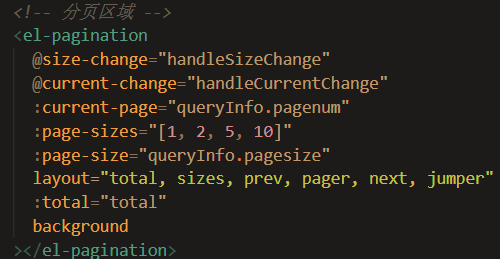 <!-- 分页区域 -->
<el-pagination
@size-change="handleSizeChange"
@current-change="handleCurrentChange"
:current-page="queryInfo.pagenum"
:page-sizes="[1, 2, 5, 10]"
:page-size="queryInfo.pagesize"
layout="total, sizes, prev, pager, next, jumper"
:total="total"
background
></el-pagination>